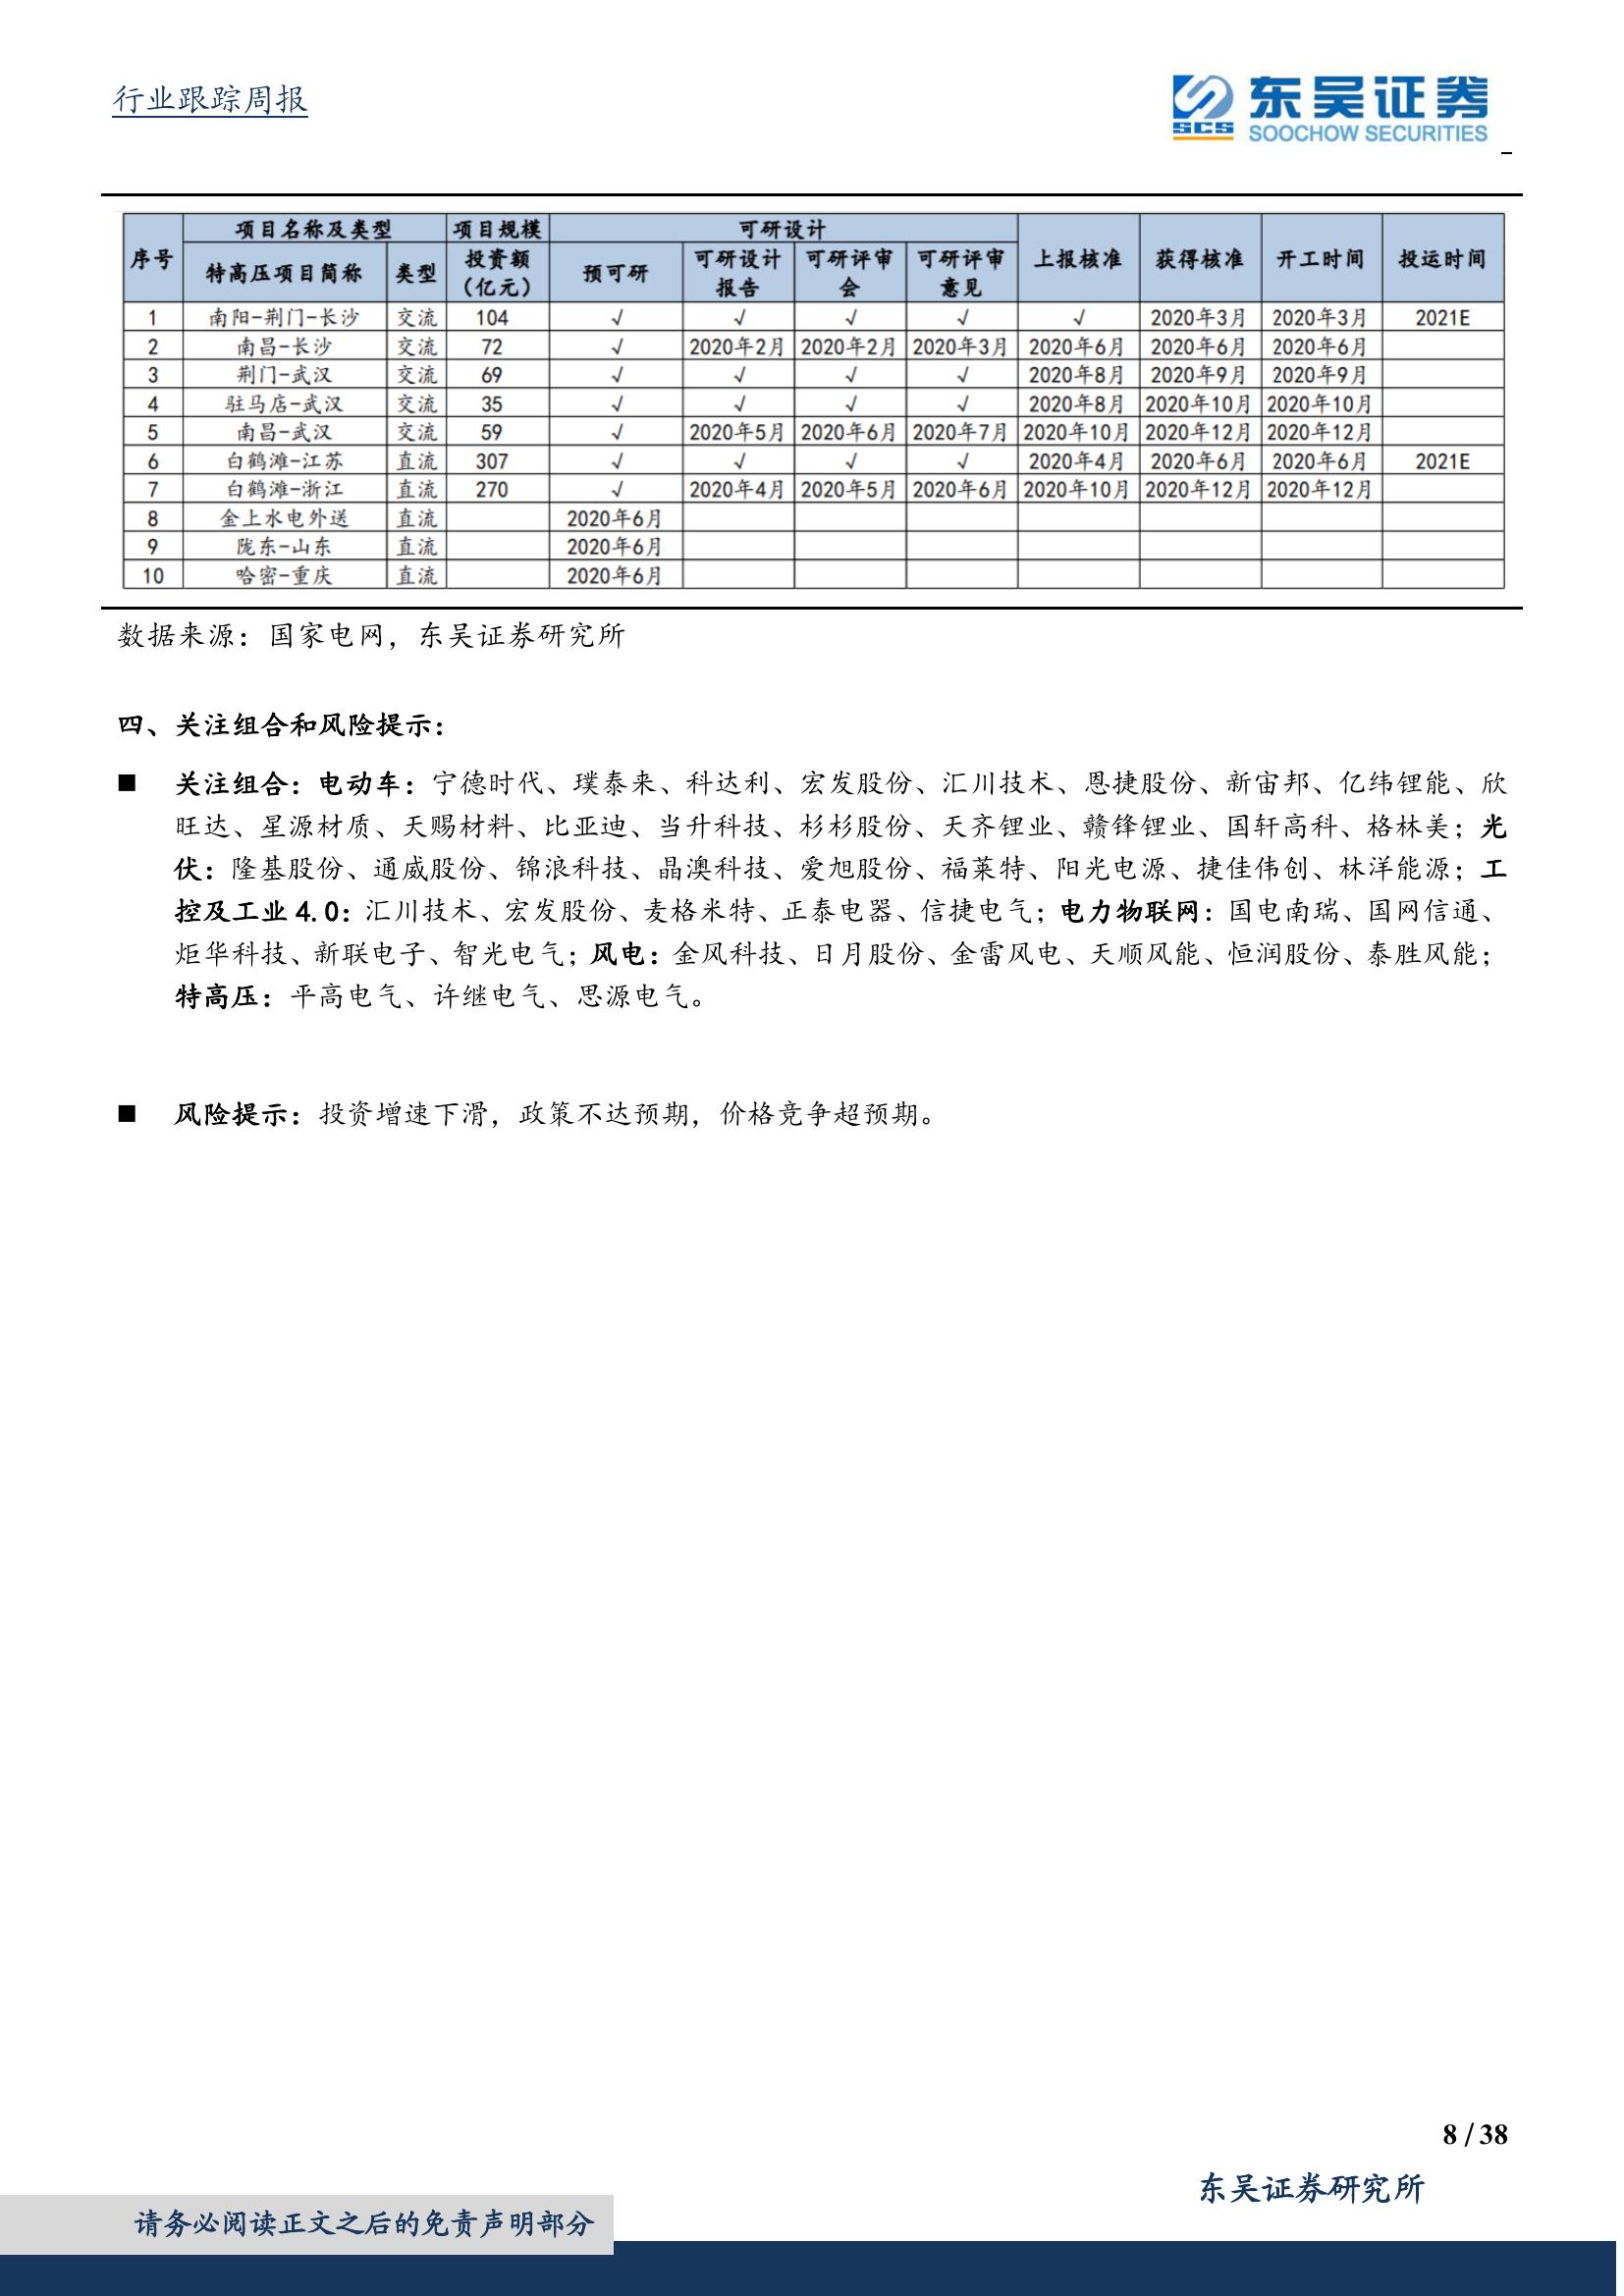 行业跟踪周报
东吴证券
SCS SOOCHOW SECURITIES
序号 项目名称及类型 项目规模 可研设计 上报核准 获得核准 开工时间 投运时间
特高压项目简称 类型 投资额（亿元） 预可研 可研设计报告 可研评审会 可研评审意见
1 南阳-荆门-长沙 交流 104 √ √ √ √ √ 2020年3月 2020年3月 2021E
2 南昌-长沙 交流 72 √ 2020年2月 2020年2月 2020年3月 2020年6月 2020年6月 2020年6月
3 荆门-武汉 交流 69 √ √ √ √ 2020年8月 2020年9月 2020年9月
4 驻马店-武汉 交流 35 √ √ √ √ 2020年8月 2020年10月 2020年10月
5 南昌-武汉 交流 59 √ 2020年5月 2020年6月 2020年7月 2020年10月 2020年12月 2020年12月
6 白鹤滩-江苏 直流 307 √ √ √ √ 2020年4月 2020年6月 2020年6月 2021E
7 白鹤滩-浙江 直流 270 √ 2020年4月 2020年5月 2020年6月 2020年10月 2020年12月 2020年12月
8 金上水电外送 直流 2020年6月
9 陇东-山东 直流 2020年6月
10 哈密-重庆 直流 2020年6月
数据来源：国家电网，东吴证券研究所
四、关注组合和风险提示：
■ 关注组合：电动车：宁德时代、璞泰来、科达利、宏发股份、汇川技术、恩捷股份、新宙邦、亿纬锂能、欣
旺达、星源材质、天赐材料、比亚迪、当升科技、杉杉股份、天齐锂业、赣锋锂业、国轩高科、格林美；光
伏：隆基股份、通威股份、锦浪科技、晶澳科技、爱旭股份、福莱特、阳光电源、捷佳伟创、林洋能源；工
控及工业 4.0：汇川技术、宏发股份、麦格米特、正泰电器、信捷电气；电力物联网：国电南瑞、国网信通、
炬华科技、新联电子、智光电气；风电：金风科技、日月股份、金雷风电、天顺风能、恒润股份、泰胜风能；
特高压：平高电气、许继电气、思源电气。
■ 风险提示：投资增速下滑，政策不达预期，价格竞争超预期。
8 / 38
东吴证券研究所
请务必阅读正文之后的免责声明部分